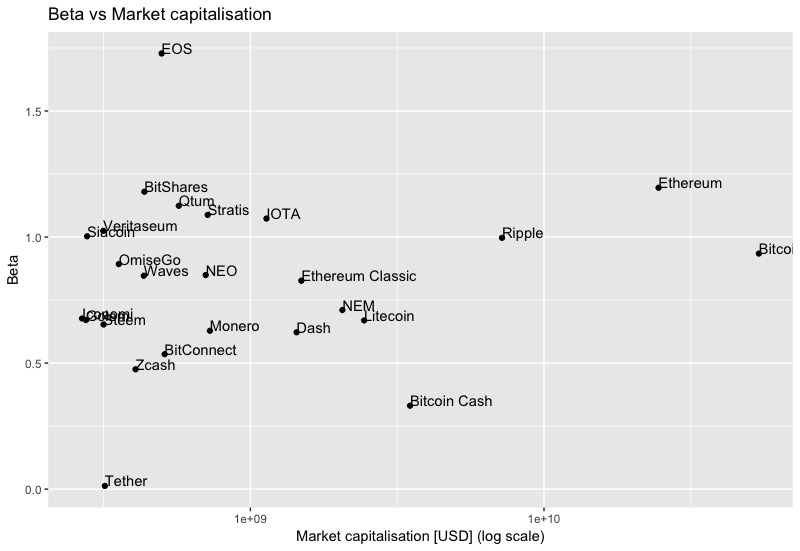 Beta vs Market capitalisation
EOS
1.5
BitShares
Ethereum
Qtum
Stratis
IOTA
Veritaseum
Siacoin
Ripple
1.0
Bitcoi
OmiseGo
Waves
NEO
Ethereum Classic
Beta
NEM
Iconomi
Litecoin
Steem
Monero
Dash
BitConnect
0.5
Zcash
Bitcoin Cash
Tether
0.0
1e+09
1e+10
Market capitalisation [USD] (log scale)